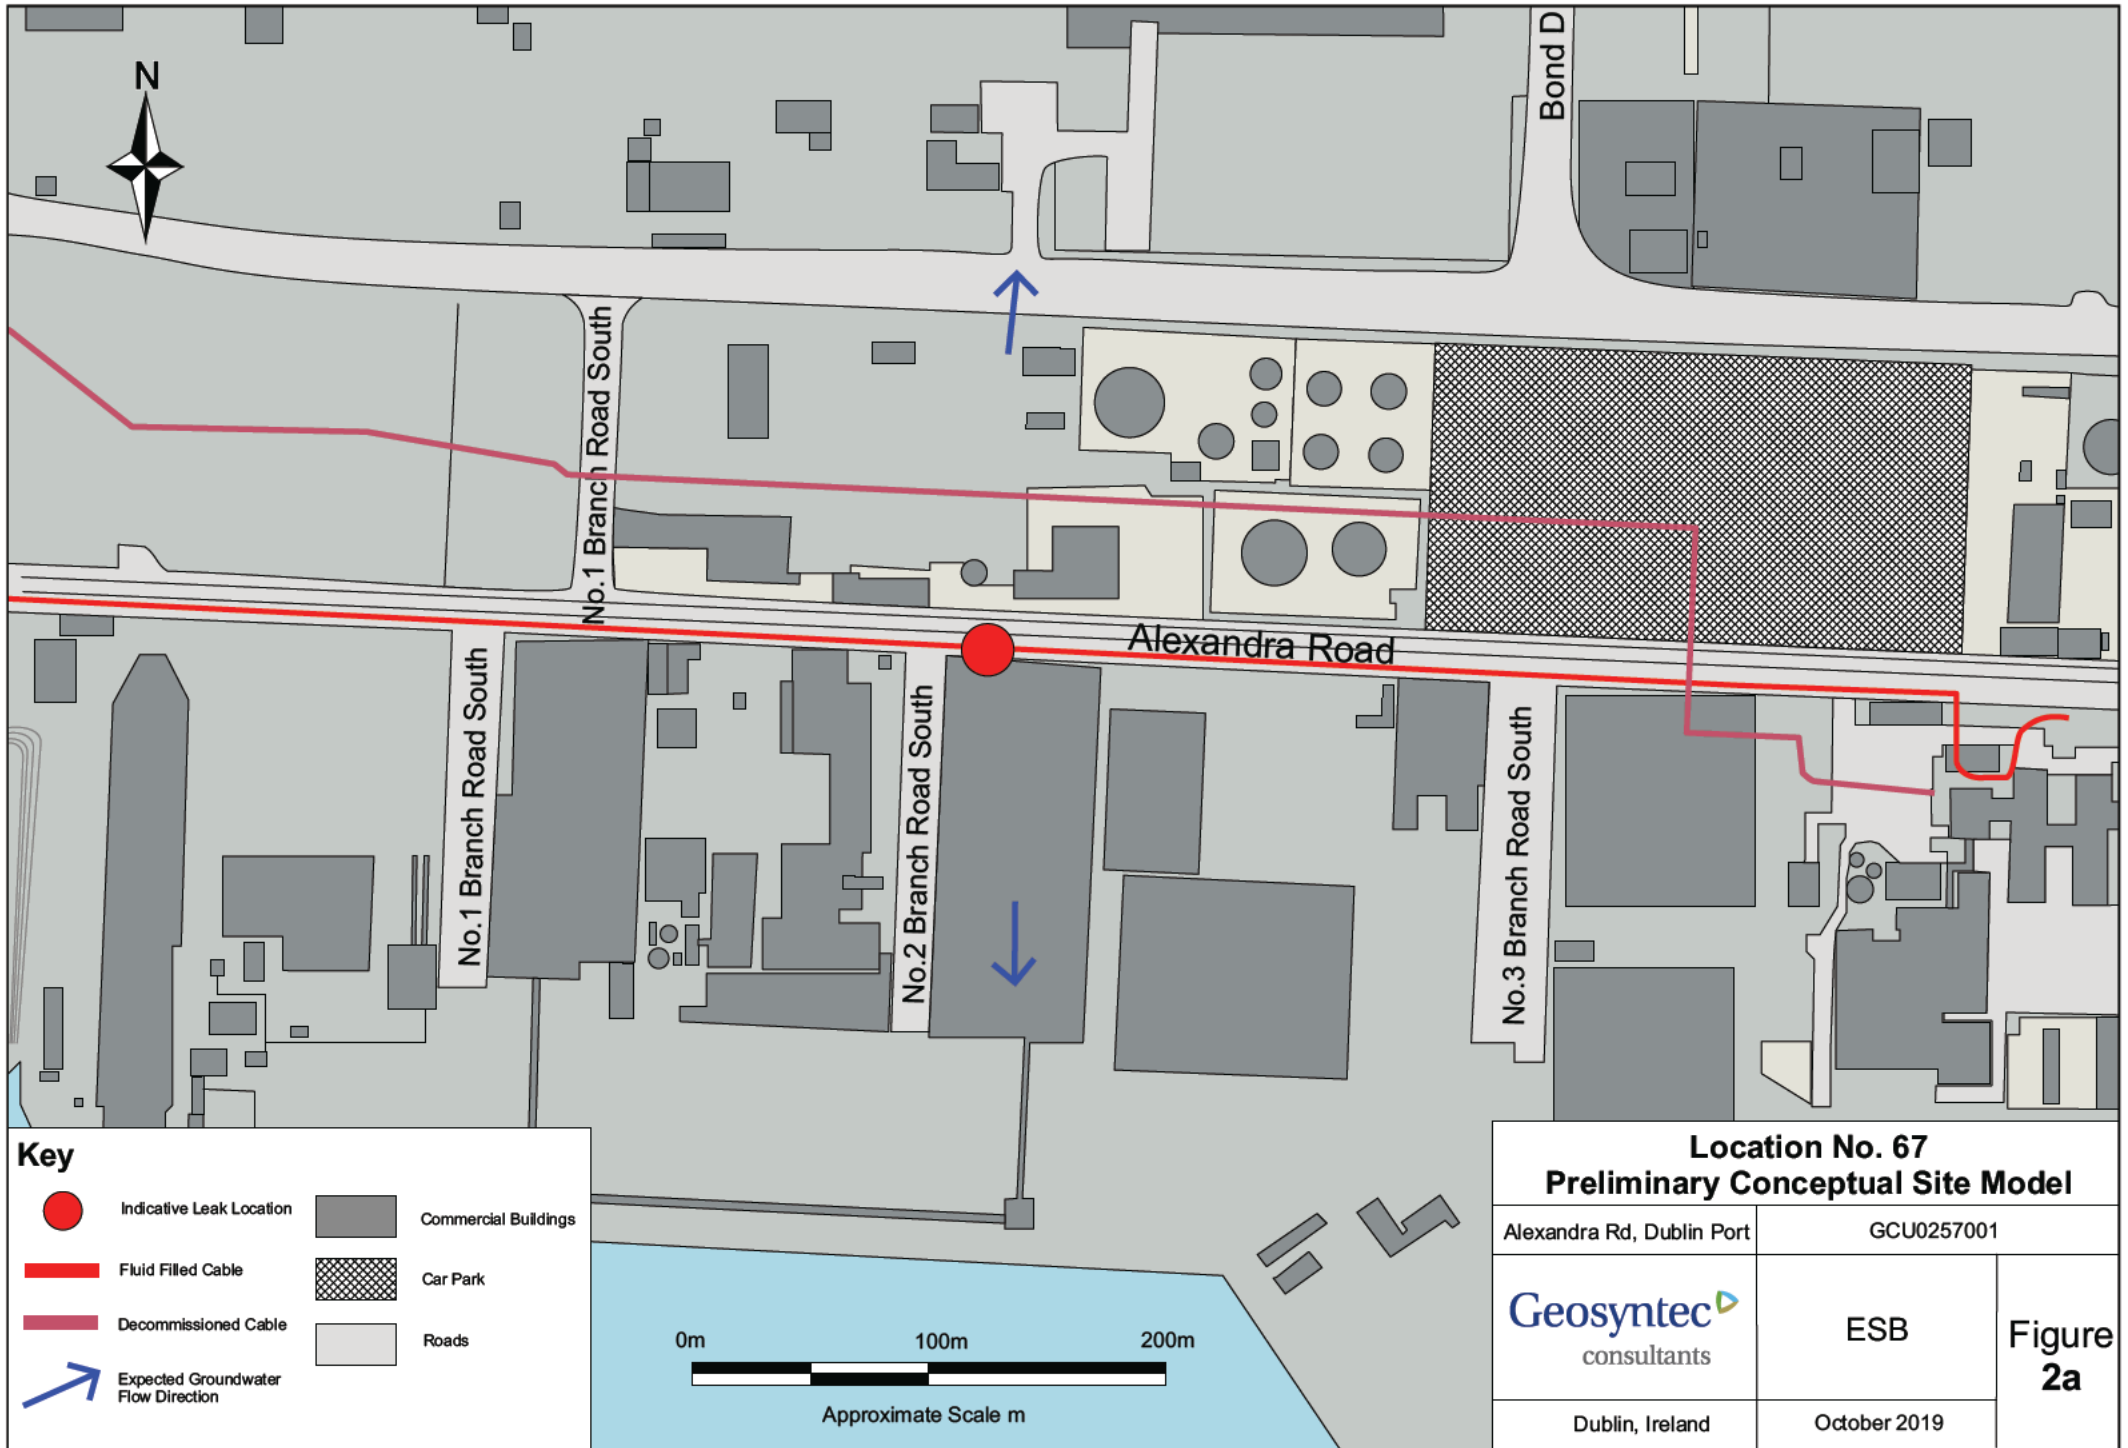 N
Bond D
No.1 Branch Road South
Alexandra Road
No.1 Branch Road South
No.2 Branch Road South
No.3 Branch Road South
Key
Indicative Leak Location
Fluid Filled Cable
Decommissioned Cable
Expected Groundwater
Flow Direction
Commercial Buildings
Car Park
Roads
0m 100m 200m
Approximate Scale m
Location No. 67
Preliminary Conceptual Site Model
Alexandra Rd, Dublin Port
GCU0257001
Geosyntec
consultants
ESB
Figure
2a
Dublin, Ireland
October 2019